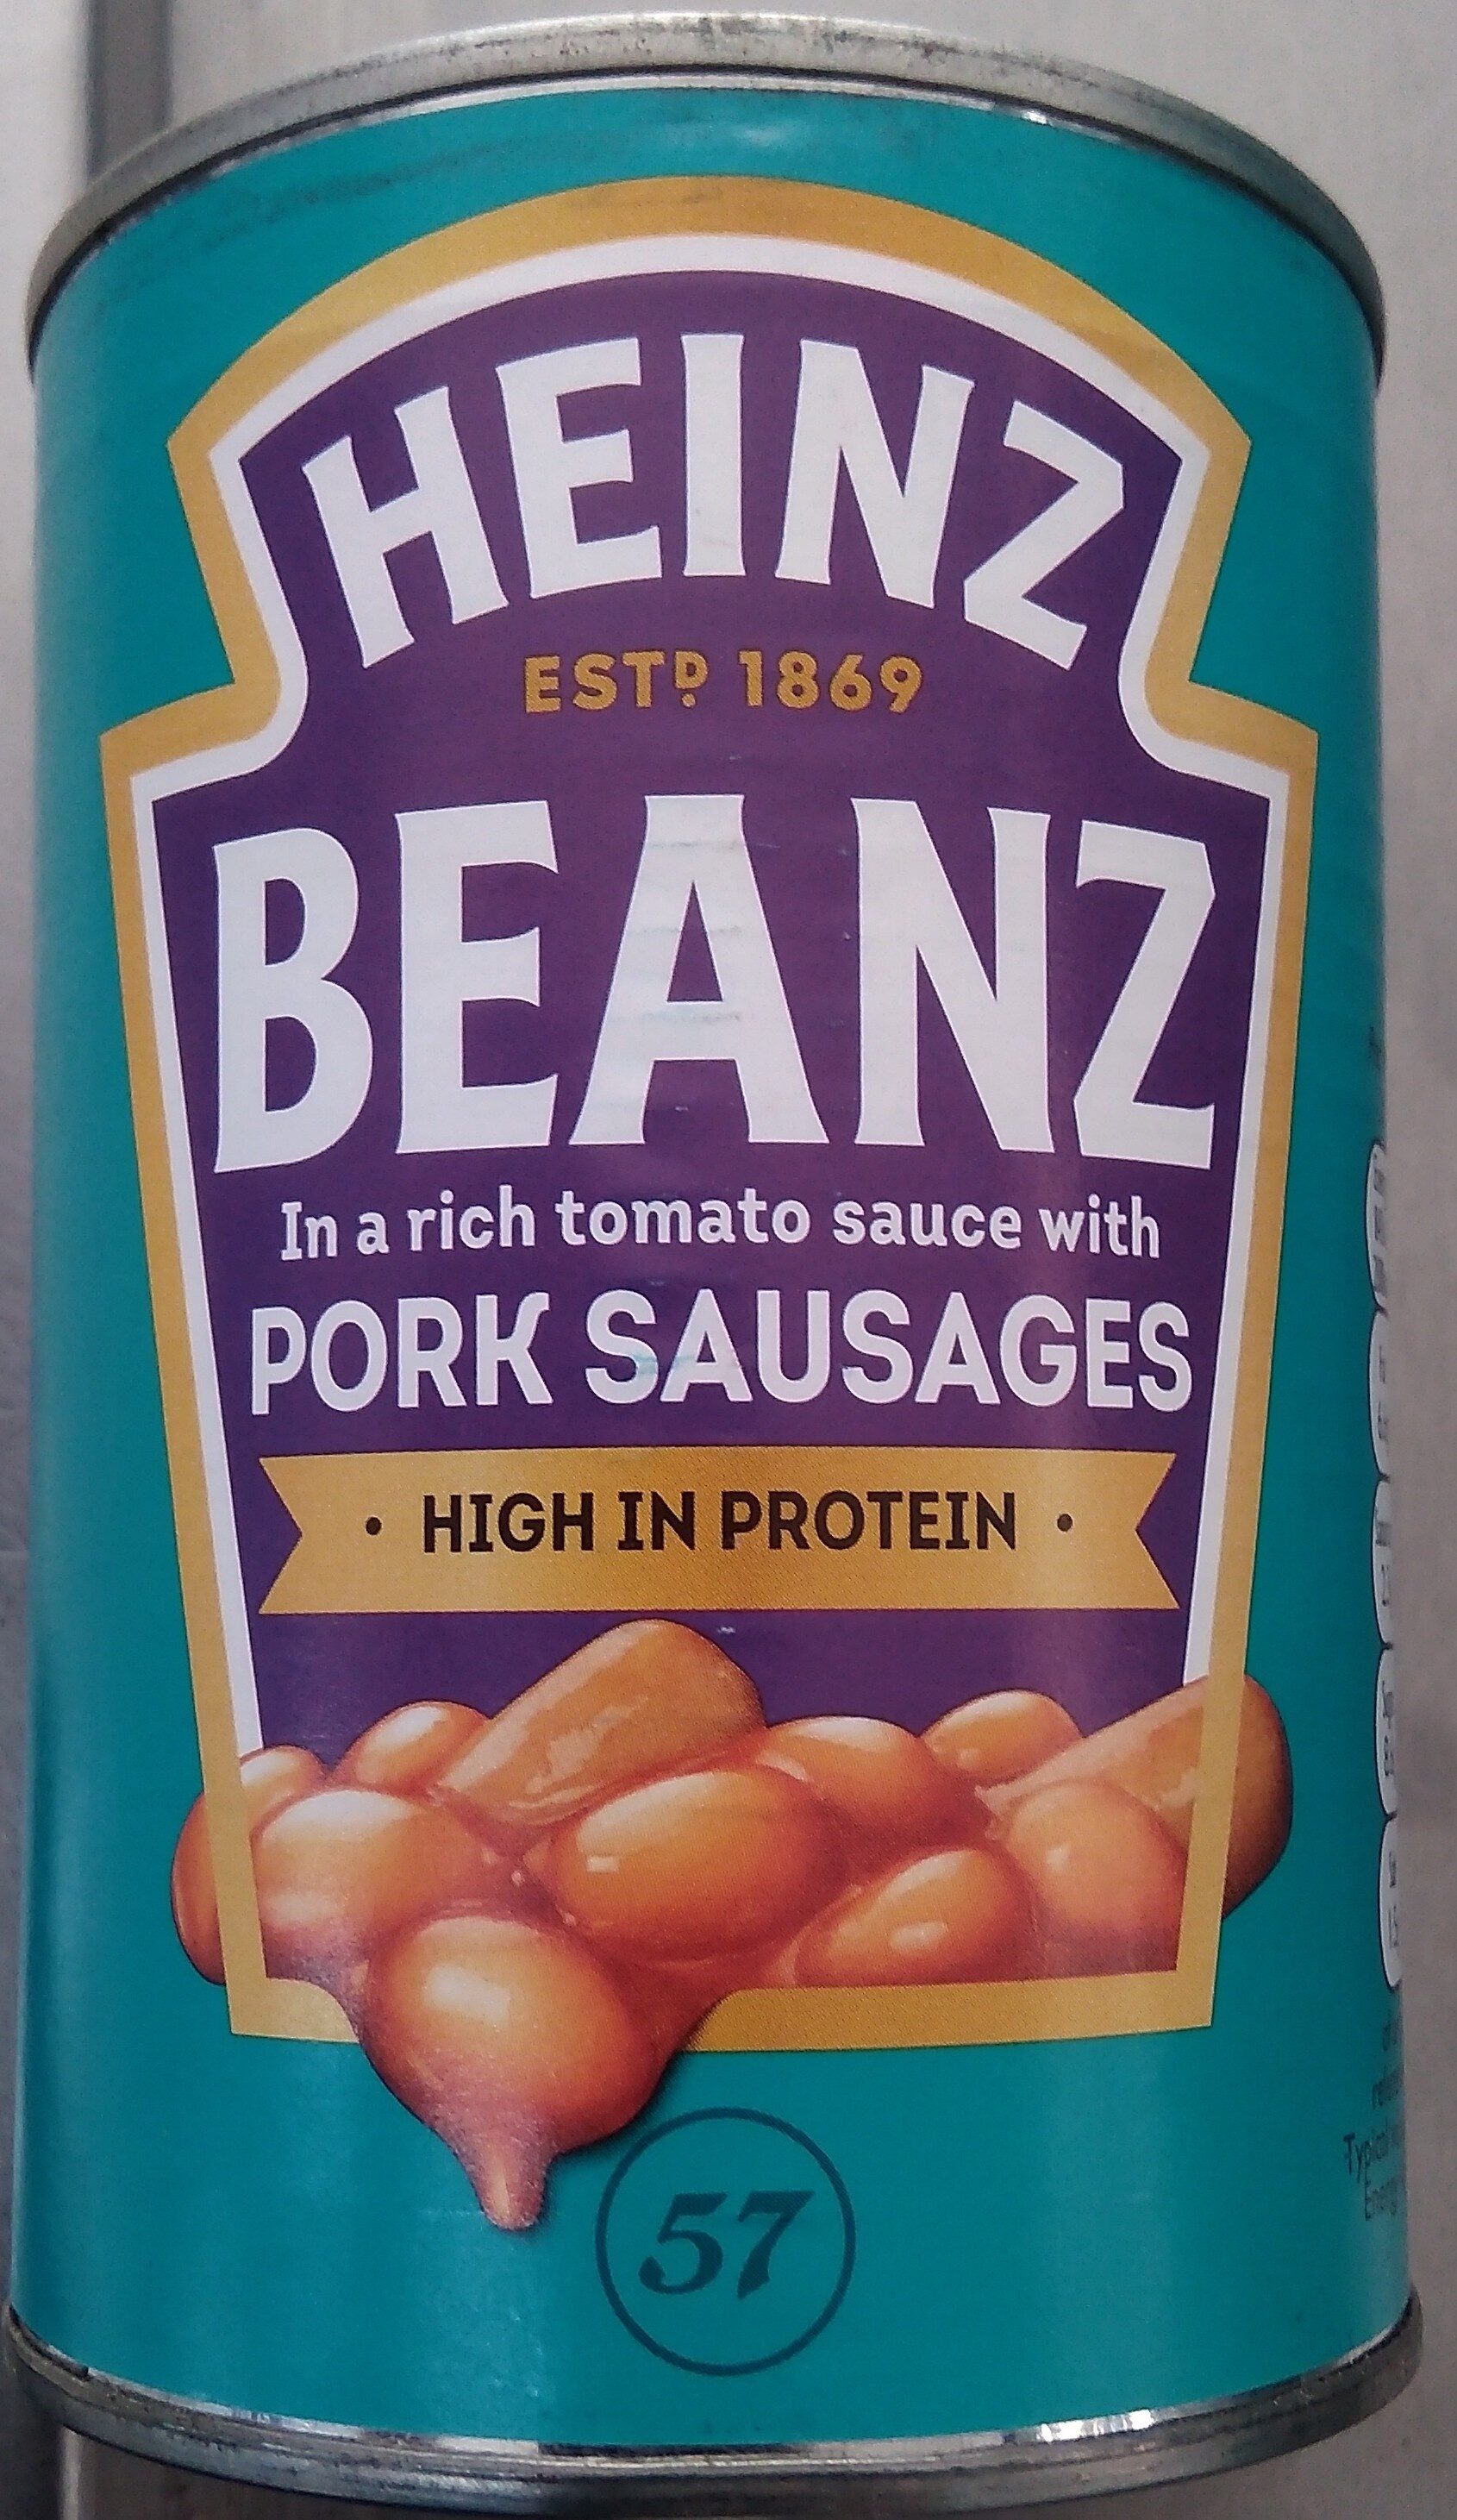 HEINZ
ESTᴰ 1869
BEANZ
In a rich tomato sauce with
PORK SAUSAGES
• HIGH IN PROTEIN •
57